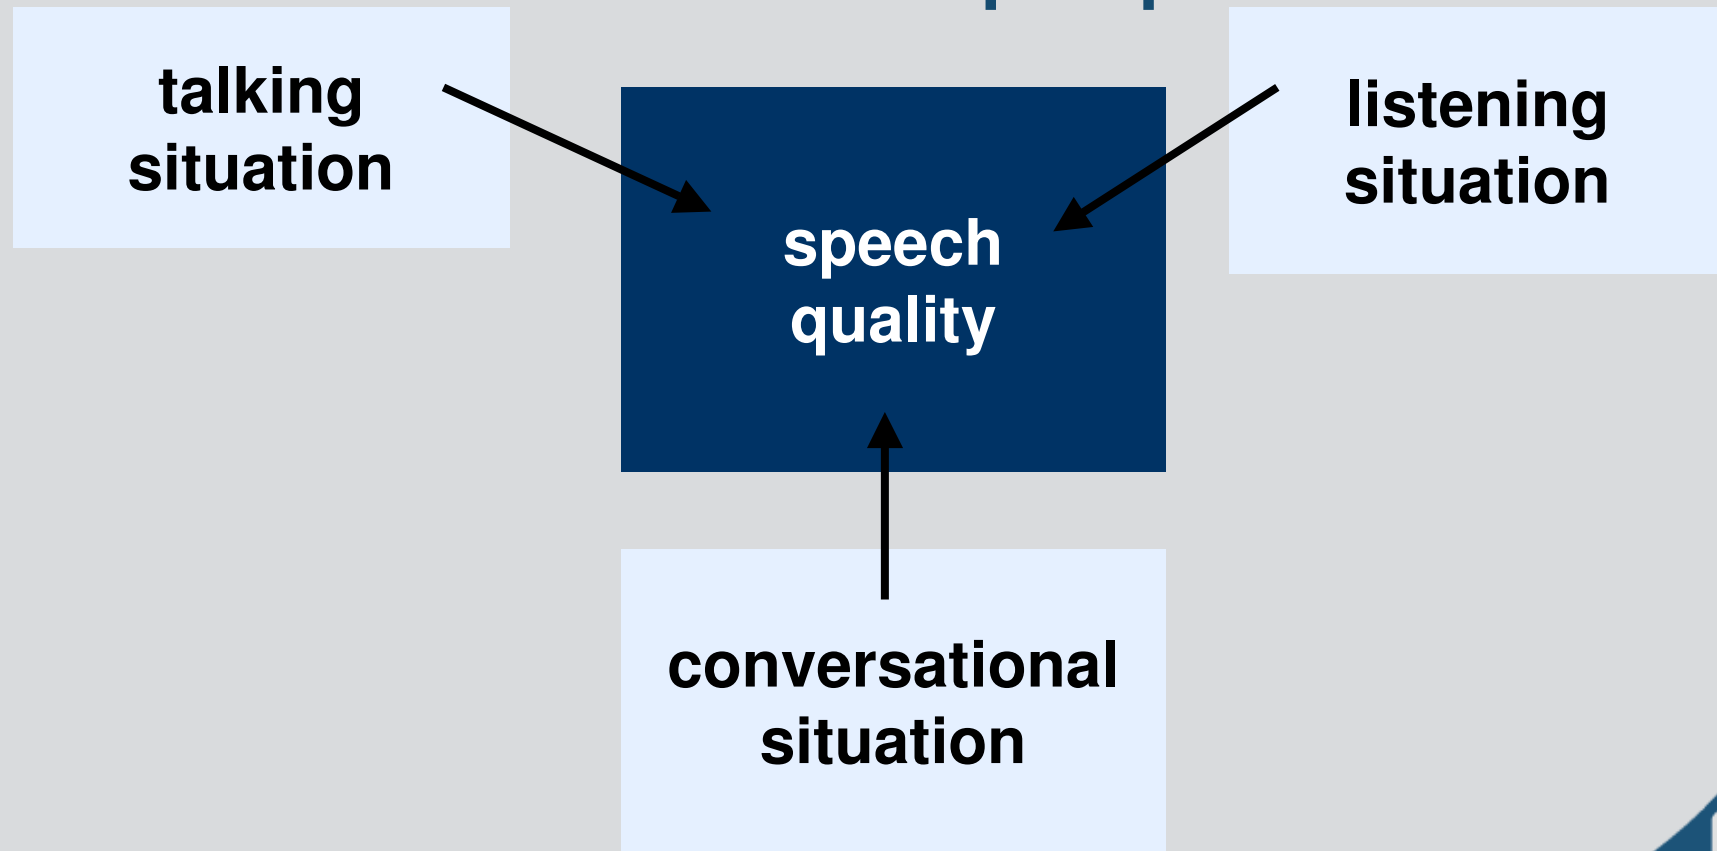 talking
situation
listening
situation
speech
quality
conversational
situation